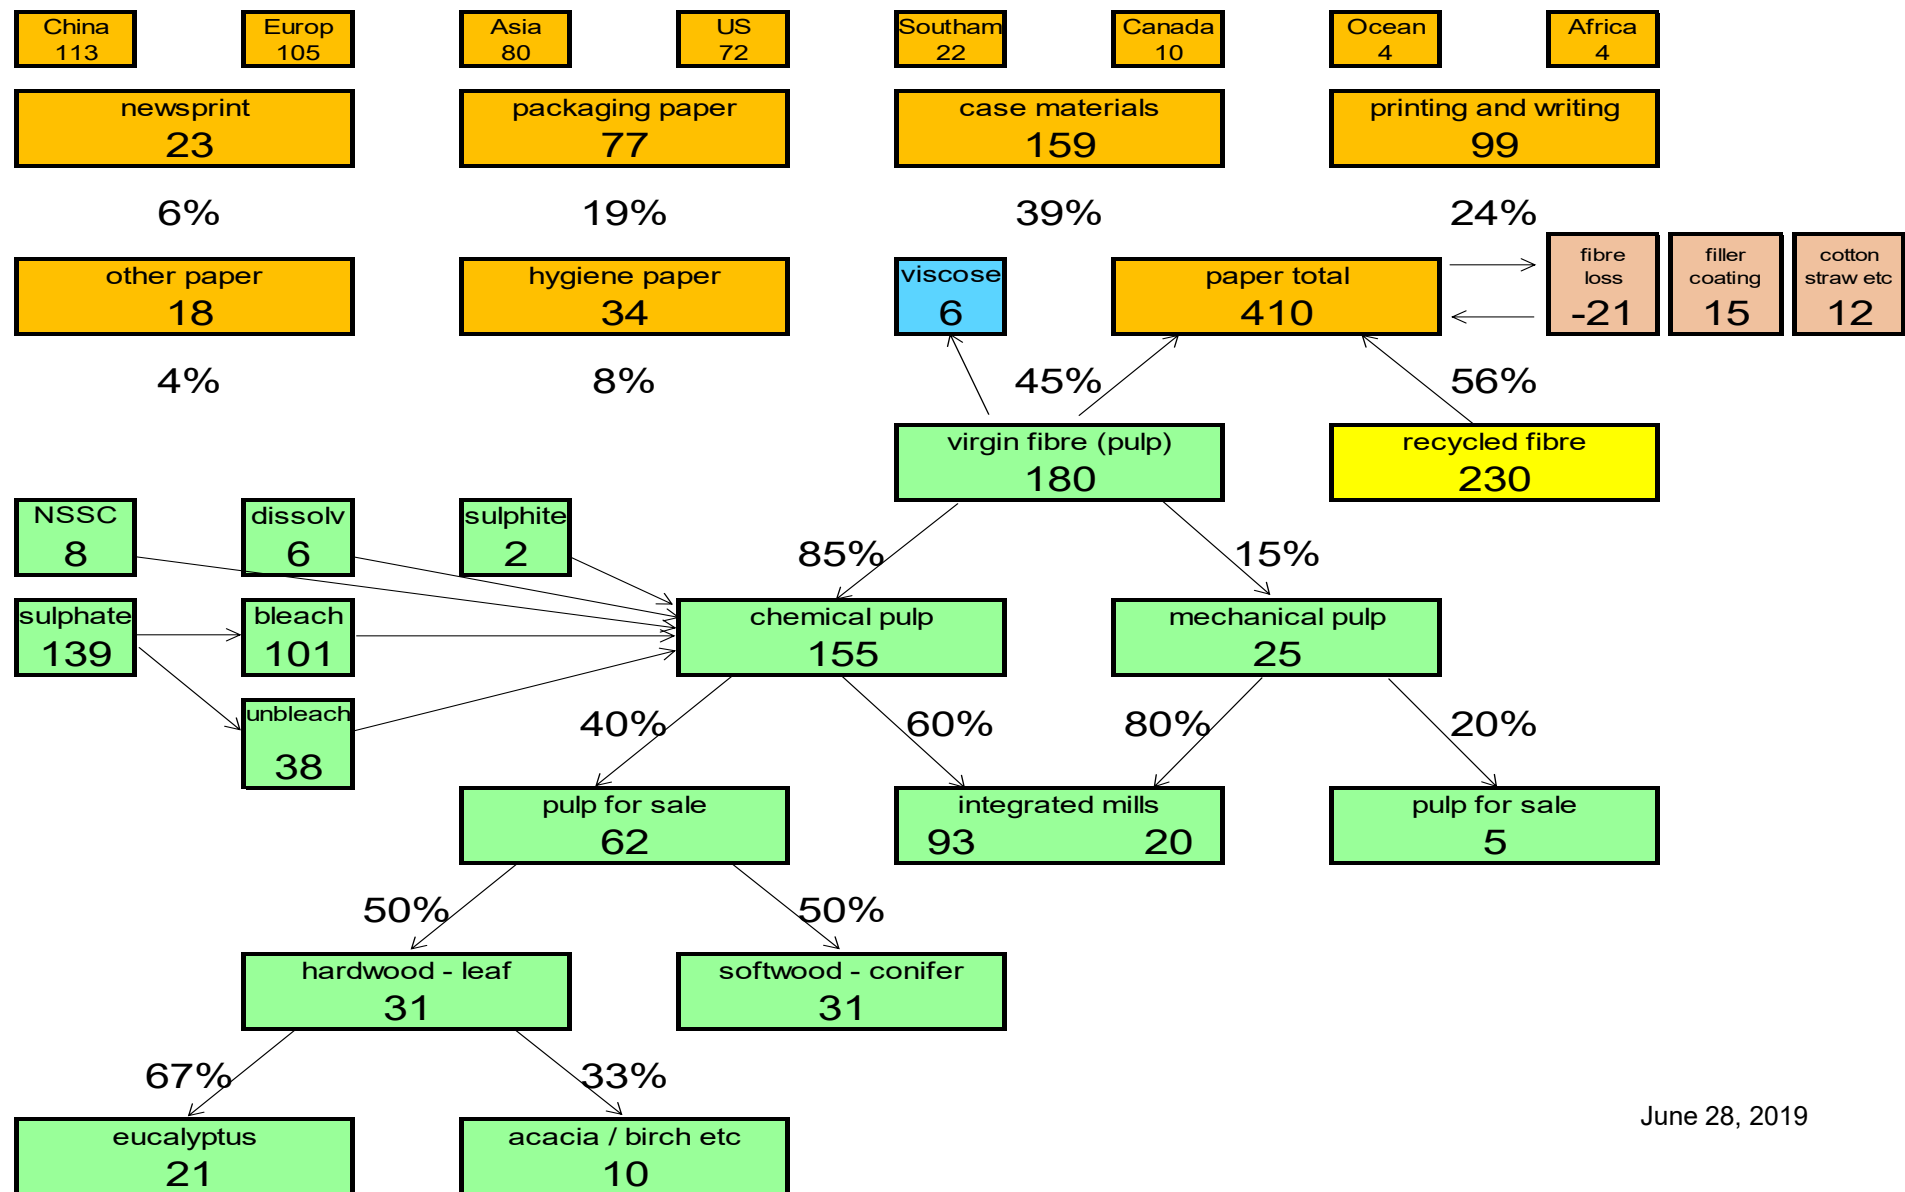 China
113
Europ
105
Asia
80
US
72
Southam
22
Canada
10
Ocean
4
Africa
4
newsprint
23
packaging paper
77
case materials
159
printing and writing
99
6%
19%
39%
24%
other paper
18
hygiene paper
34
viscose
6
paper total
410
fibre
loss
-21
filler
coating
15
cotton
straw etc
12
4%
8%
45%
56%
virgin fibre (pulp)
180
recycled fibre
230
NSSC
8
dissolv
6
sulphite
2
85%
15%
sulphate
139
bleach
101
chemical pulp
155
mechanical pulp
25
unbleach
38
40%
60%
80%
20%
pulp for sale
62
integrated mills
93 20
pulp for sale
5
50%
50%
hardwood - leaf
31
softwood - conifer
31
67%
33%
eucalyptus
21
acacia / birch etc
10
June 28, 2019